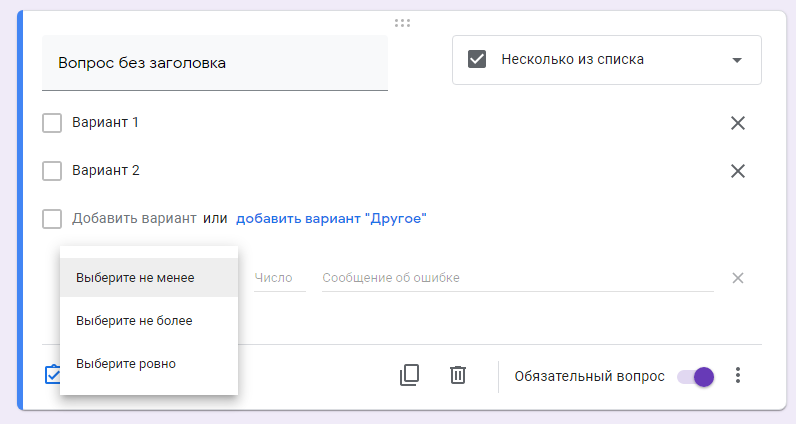 Вопрос без заголовка
Несколько из списка
Вариант 1
Вариант 2
Добавить вариант или добавить вариант "Другое"
Выберите не менее
Число
Сообщение об ошибке
Выберите не более
Выберите ровно
Обязательный вопрос